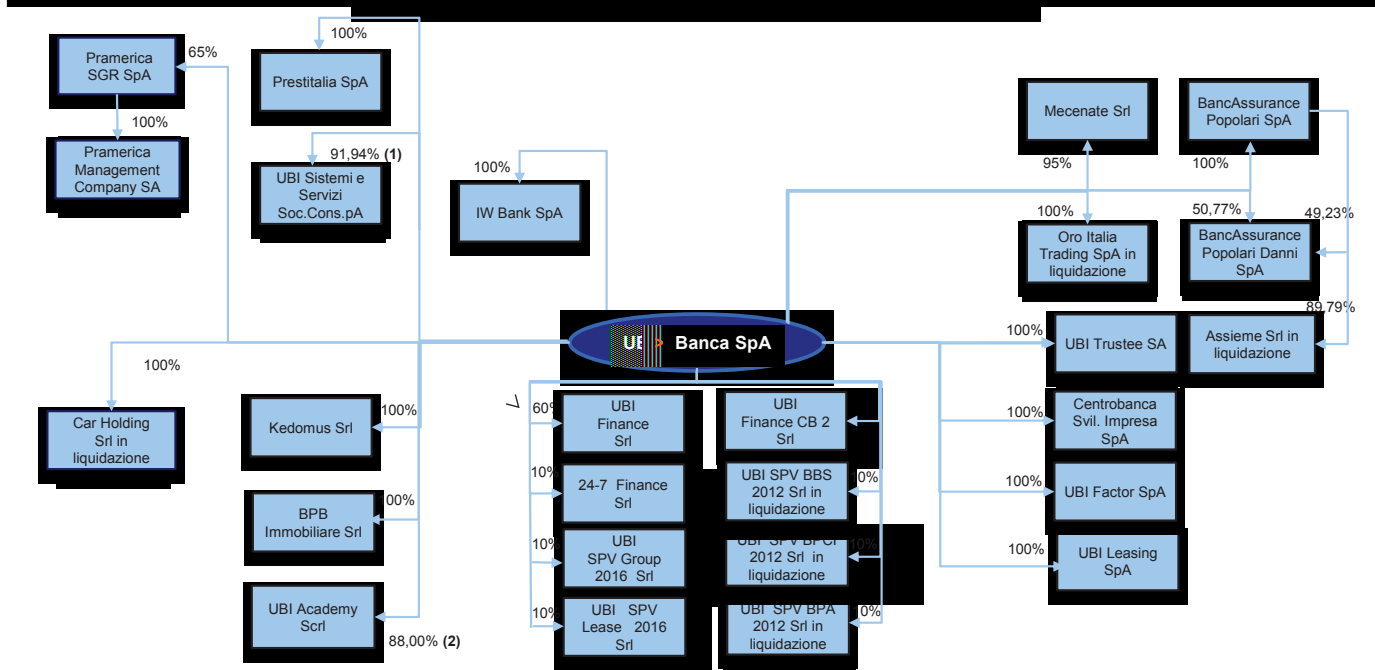 100%
Pramerica
SGR SpA
65%
Prestitalia SpA
Mecenate Srl
BancAssurance
Popolari SpA
100%
Pramerica
Management
Company SA
91,94% (1)
UBI Sistemi e
Servizi
Soc.Cons.pA
100%
IW Bank SpA
95%
100%
100%
50,77%
49,23%
Oro Italia
Trading SpA in
liquidazione
BancAssurance
Popolari Danni
SpA
89,79%
Banca SpA
100%
UBI Trustee SA
Assieme Srl in
liquidazione
100%
Car Holding
Srl in
liquidazione
Kedomus Srl
100%
60%
UBI
Finance
Srl
UBI
Finance CB 2
Srl
100%
Centrobanca
Svil. Impresa
SpA
10%
24-7 Finance
Srl
UBI SPV BBS
2012 Srl in
liquidazione
10%
100%
UBI Factor SpA
BPB
Immobiliare Srl
100%
10%
UBI
SPV Group
2016 Srl
UBI SPV BPCI
2012 Srl in
liquidazione
10%
100%
UBI Leasing
SpA
UBI Academy
Scrl
88,00% (2)
10%
UBI SPV
Lease 2016
Srl
UBI SPV BPA
2012 Srl in
liquidazione